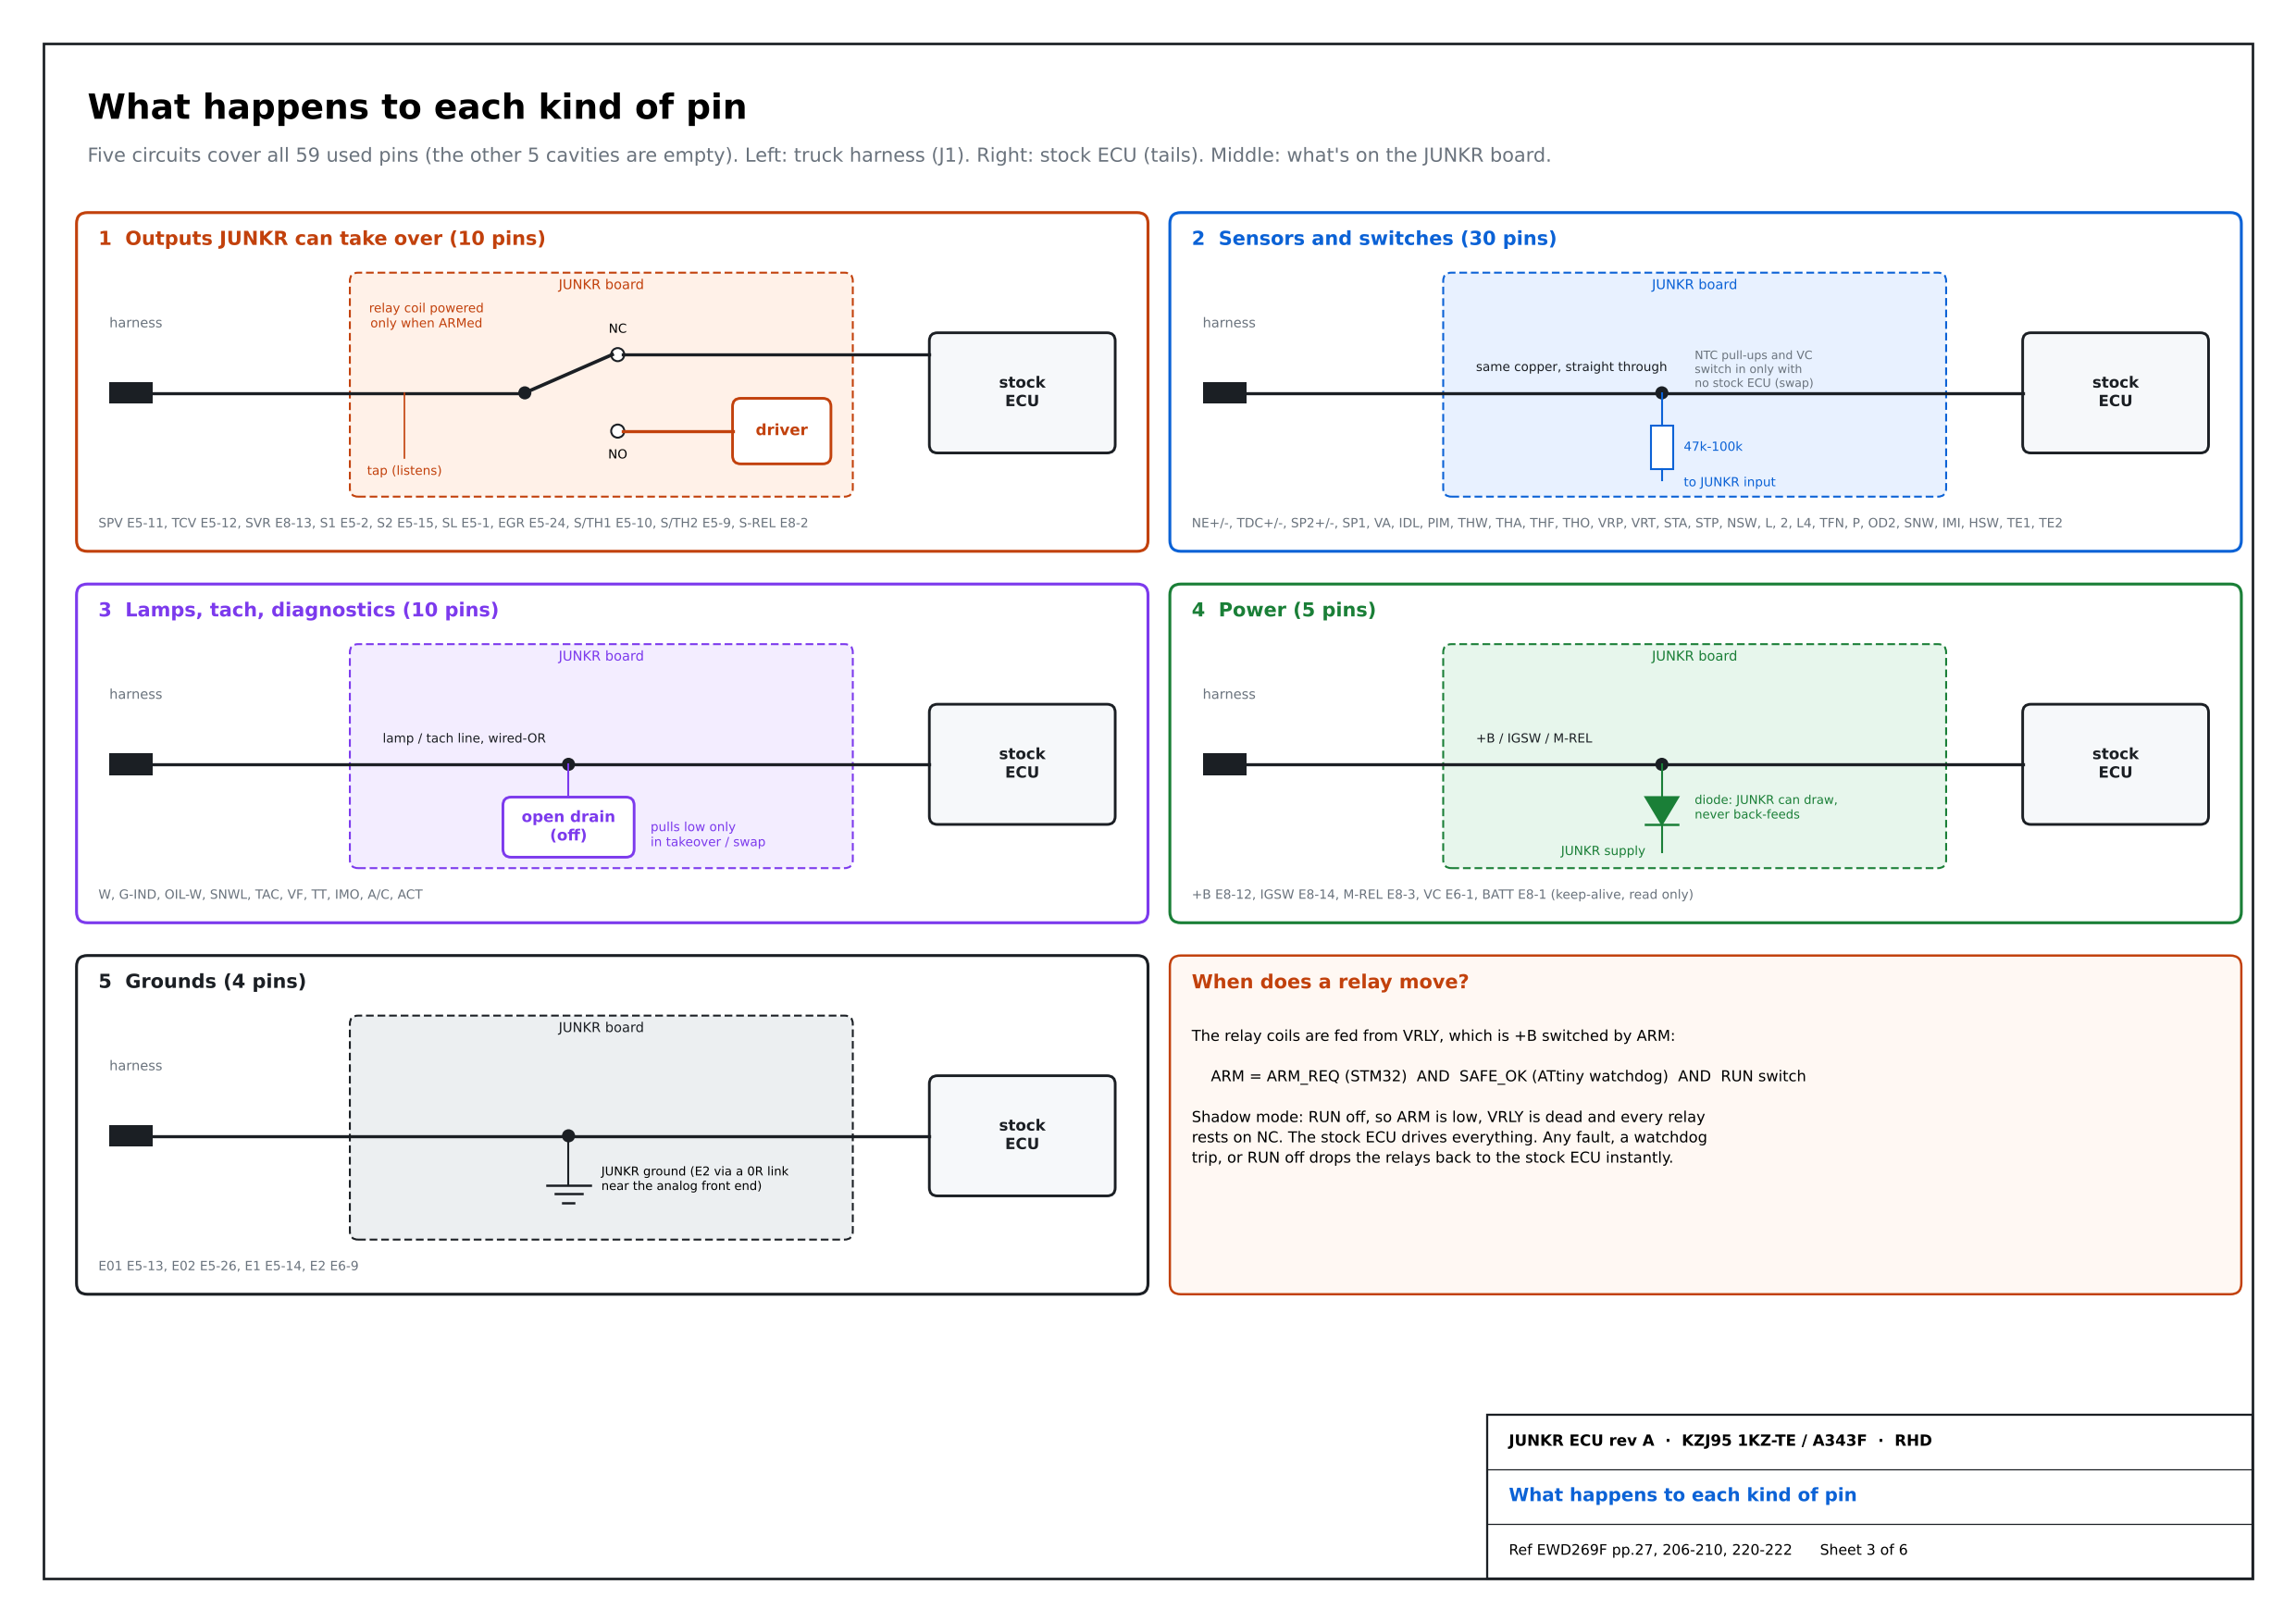 What happens to each kind of pin
Five circuits cover all 59 used pins (the other 5 cavities are empty). Left: truck harness (J1). Right: stock ECU (tails). Middle: what's on the JUNKR board.
1 Outputs JUNKR can take over (10 pins)
JUNKR board
relay coil powered
only when ARMed
harness
NC
stock
ECU
driver
NO
tap (listens)
SPV E5-11, TCV E5-12, SVR E8-13, S1 E5-2, S2 E5-15, SL E5-1, EGR E5-24, S/TH1 E5-10, S/TH2 E5-9, S-REL E8-2
2 Sensors and switches (30 pins)
JUNKR board
harness
same copper, straight through
NTC pull-ups and VC
switch in only with
no stock ECU (swap)
stock
ECU
47k-100k
to JUNKR input
NE+/-, TDC+/-, SP2+/-, SP1, VA, IDL, PIM, THW, THA, THF, THO, VRP, VRT, STA, STP, NSW, L, 2, L4, TFN, P, OD2, SNW, IMI, HSW, TE1, TE2
3 Lamps, tach, diagnostics (10 pins)
JUNKR board
harness
lamp / tach line, wired-OR
stock
ECU
open drain
(off)
pulls low only
in takeover / swap
W, G-IND, OIL-W, SNWL, TAC, VF, TT, IMO, A/C, ACT
4 Power (5 pins)
JUNKR board
harness
+B / IGSW / M-REL
stock
ECU
diode: JUNKR can draw,
never back-feeds
JUNKR supply
+B E8-12, IGSW E8-14, M-REL E8-3, VC E6-1, BATT E8-1 (keep-alive, read only)
5 Grounds (4 pins)
JUNKR board
harness
stock
ECU
JUNKR ground (E2 via a 0R link
near the analog front end)
E01 E5-13, E02 E5-26, E1 E5-14, E2 E6-9
When does a relay move?
The relay coils are fed from VRLY, which is +B switched by ARM:
ARM = ARM_REQ (STM32) AND SAFE_OK (ATtiny watchdog) AND RUN switch
Shadow mode: RUN off, so ARM is low, VRLY is dead and every relay
rests on NC. The stock ECU drives everything. Any fault, a watchdog
trip, or RUN off drops the relays back to the stock ECU instantly.
JUNKR ECU rev A · KZJ95 1KZ-TE / A343F · RHD
What happens to each kind of pin
Ref EWD269F pp.27, 206-210, 220-222 Sheet 3 of 6